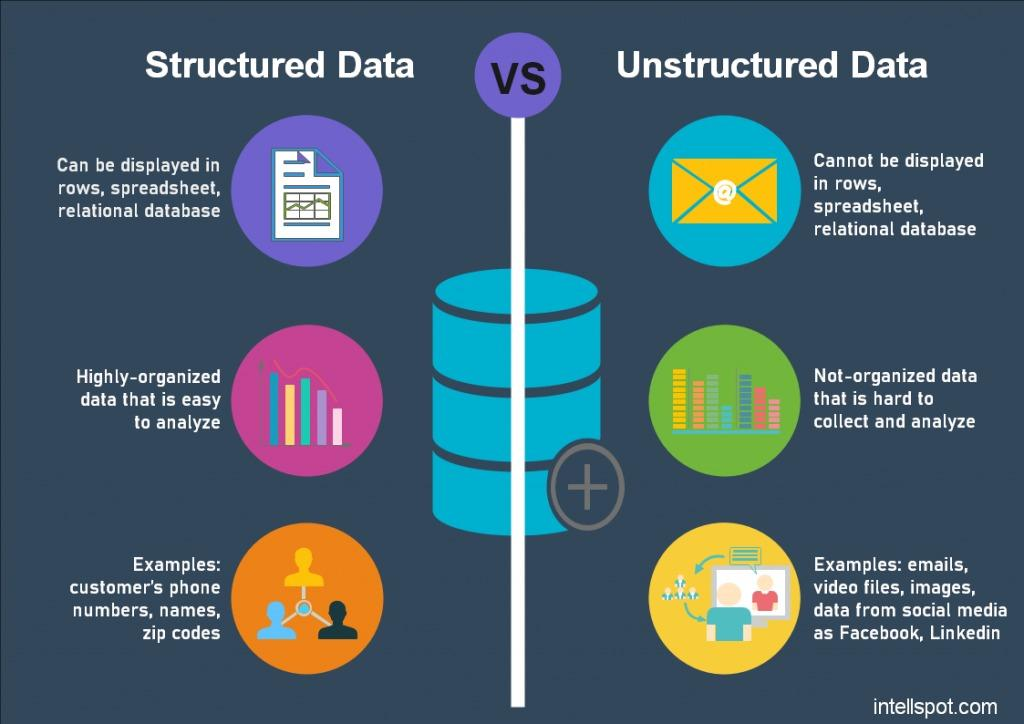 Structured Data
VS
Unstructured Data
Can be displayed in
rows, spreadsheet,
relational database
Cannot be displayed
in rows,
spreadsheet,
relational database
@
Highly-organized
data that is easy
to analyze
Not-organized data
that is hard to
collect and analyze
Examples:
customer's phone
numbers, names,
zip codes
Examples: emails,
video files, images,
data from social media
as Facebook, Linkedin
intellspot.com